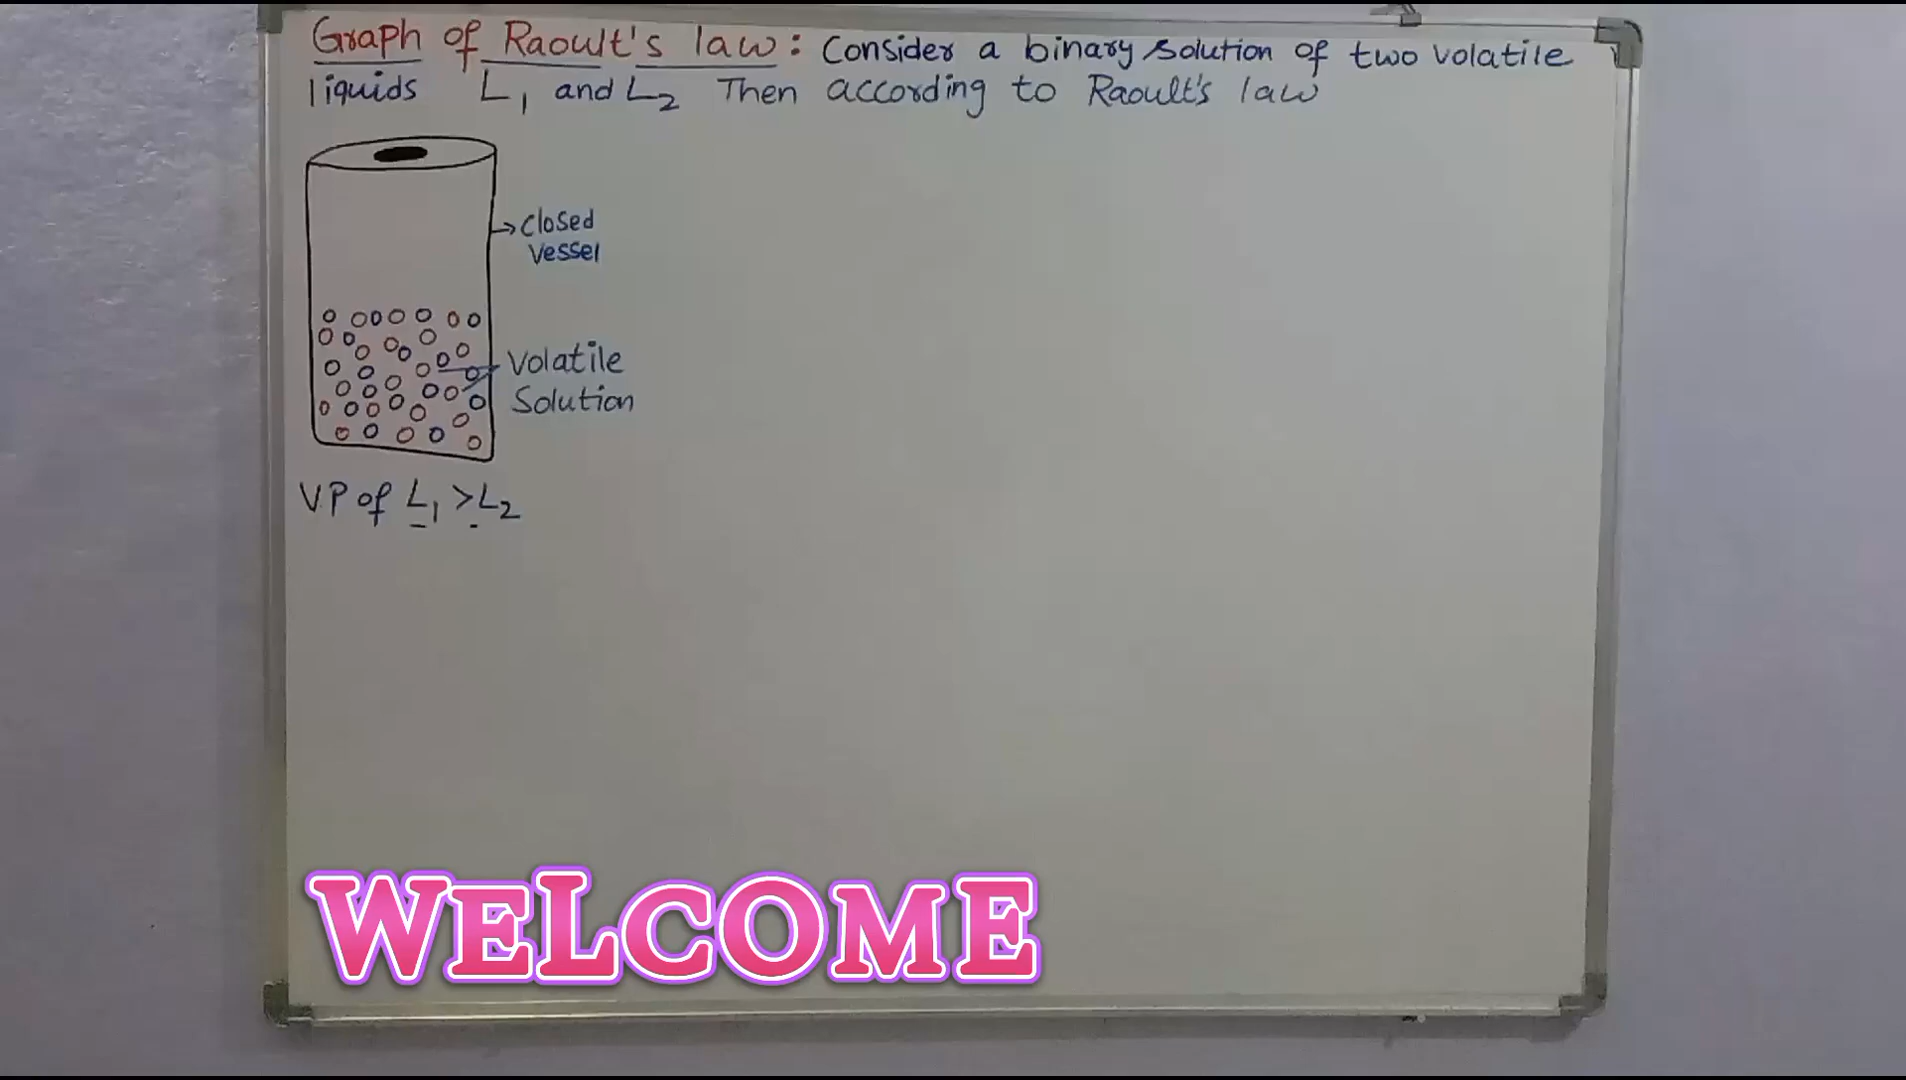 Graph of Raoult's law: Consider a binary solution of two volatile
liquids L1 and L2 Then according to Raoult's law
Closed
Vessel
Volatile
Solution
V.P of L1 > L2
WELCOME